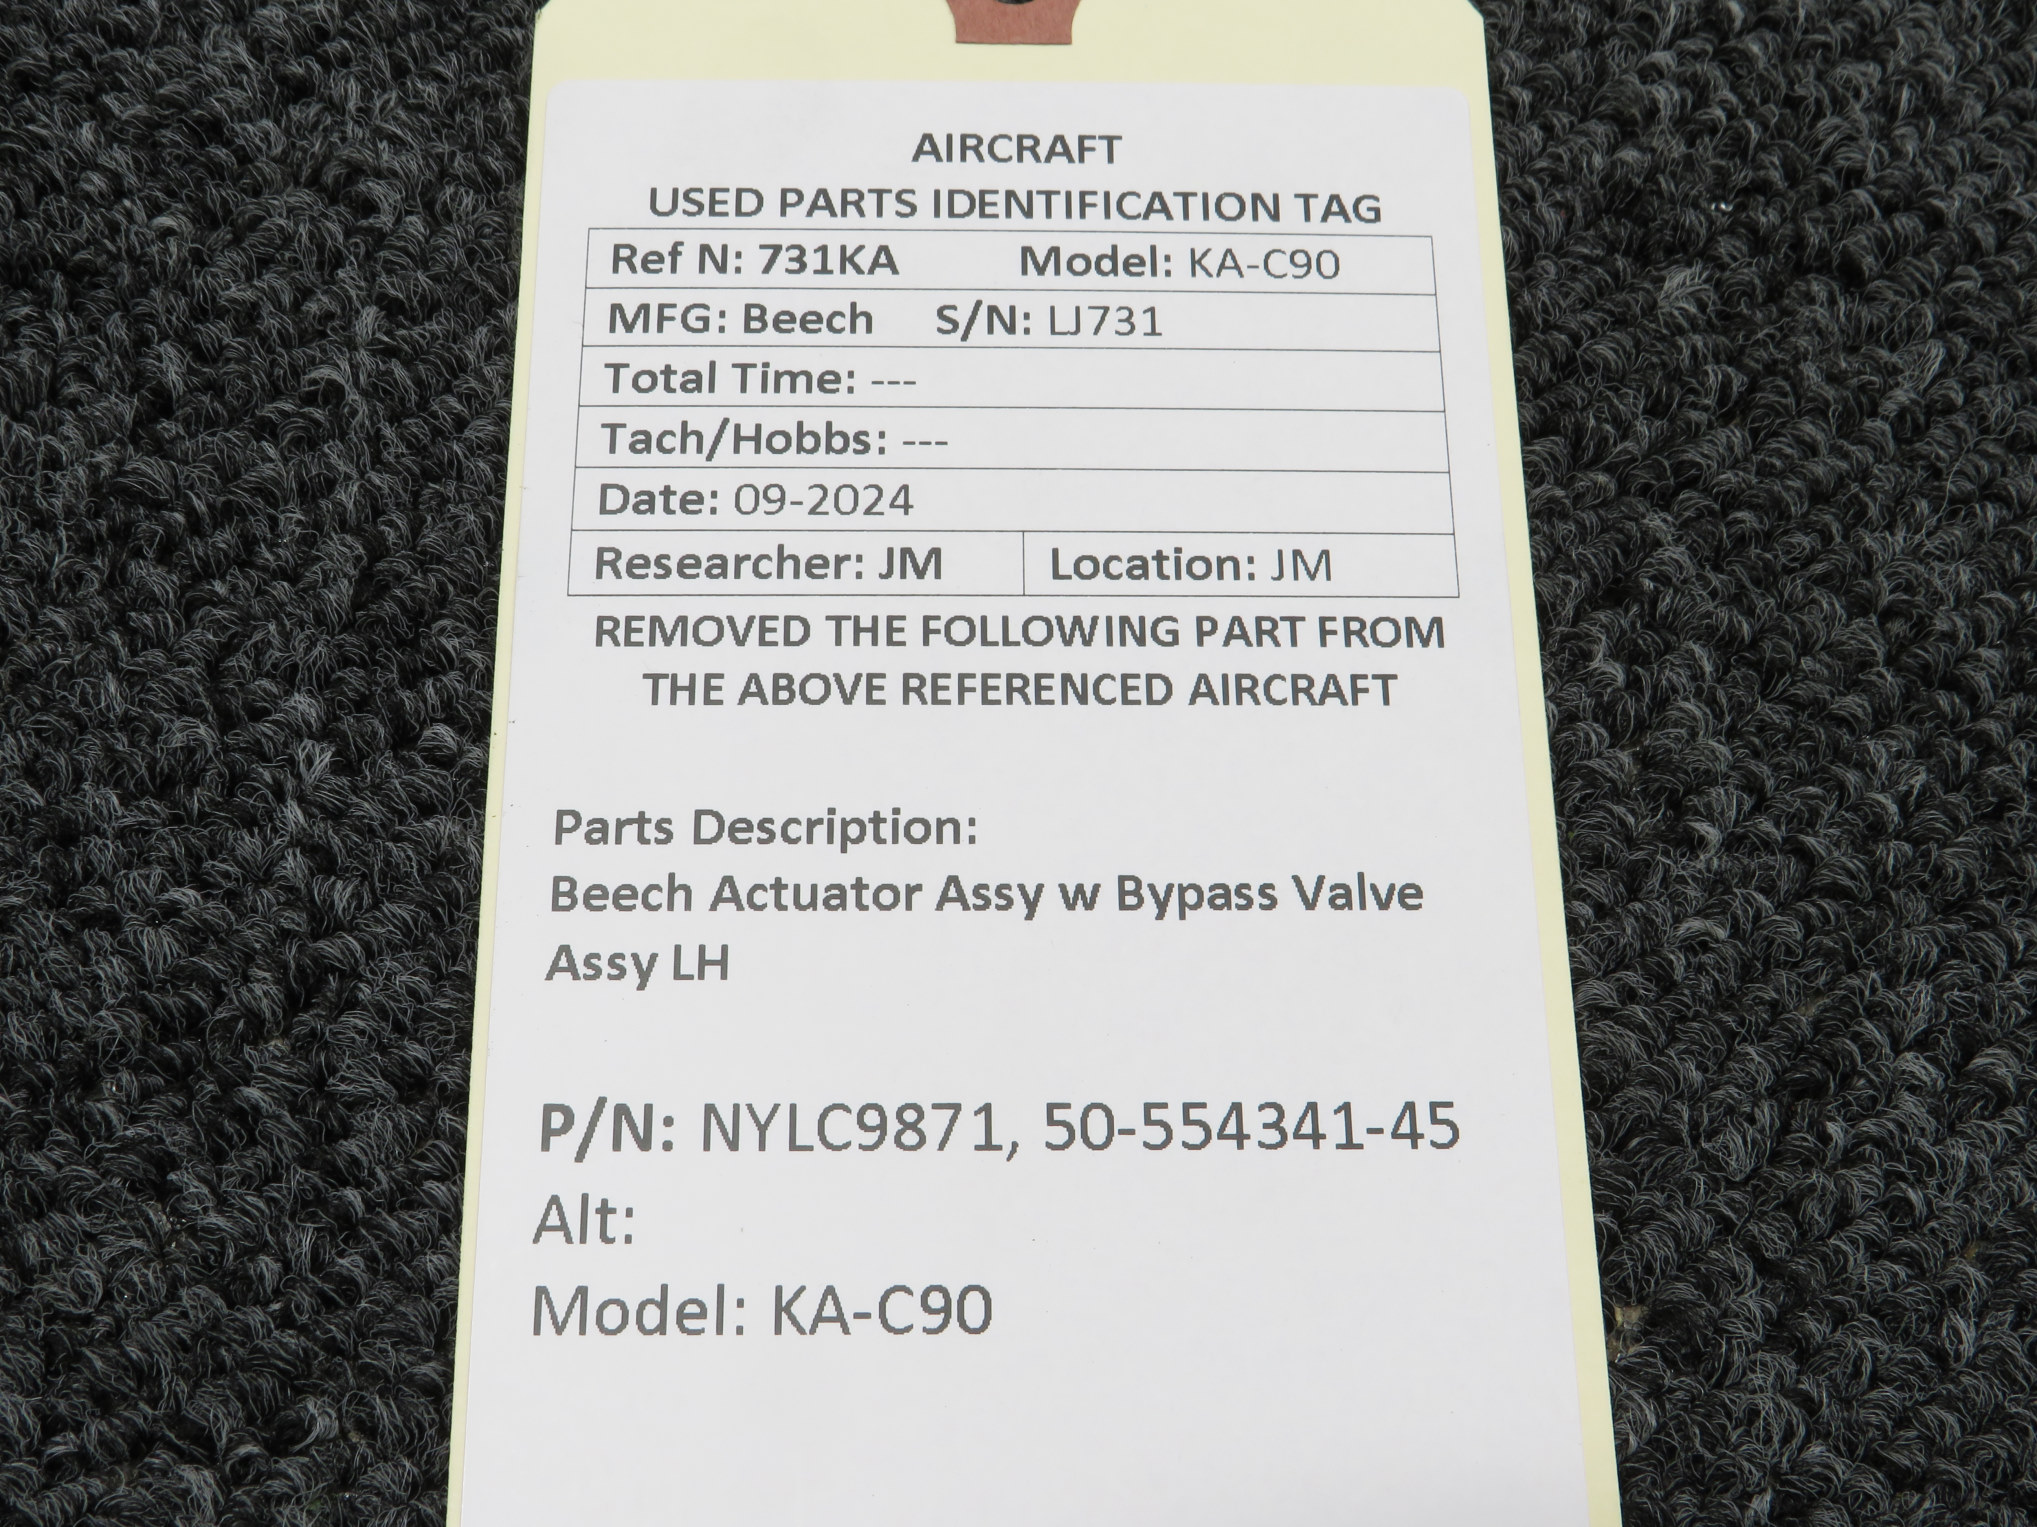 AIRCRAFT
USED PARTS IDENTIFICATION TAG
Ref N: 731KA Model: KA-C90
MFG: Beech S/N: LJ731
Total Time: ---
Tach/Hobbs: ---
Date: 09-2024
Researcher: JM Location: JM
REMOVED THE FOLLOWING PART FROM
THE ABOVE REFERENCED AIRCRAFT
Parts Description:
Beech Actuator Assy w Bypass Valve
Assy LH
P/N: NYLC9871, 50-554341-45
Alt:
Model: KA-C90